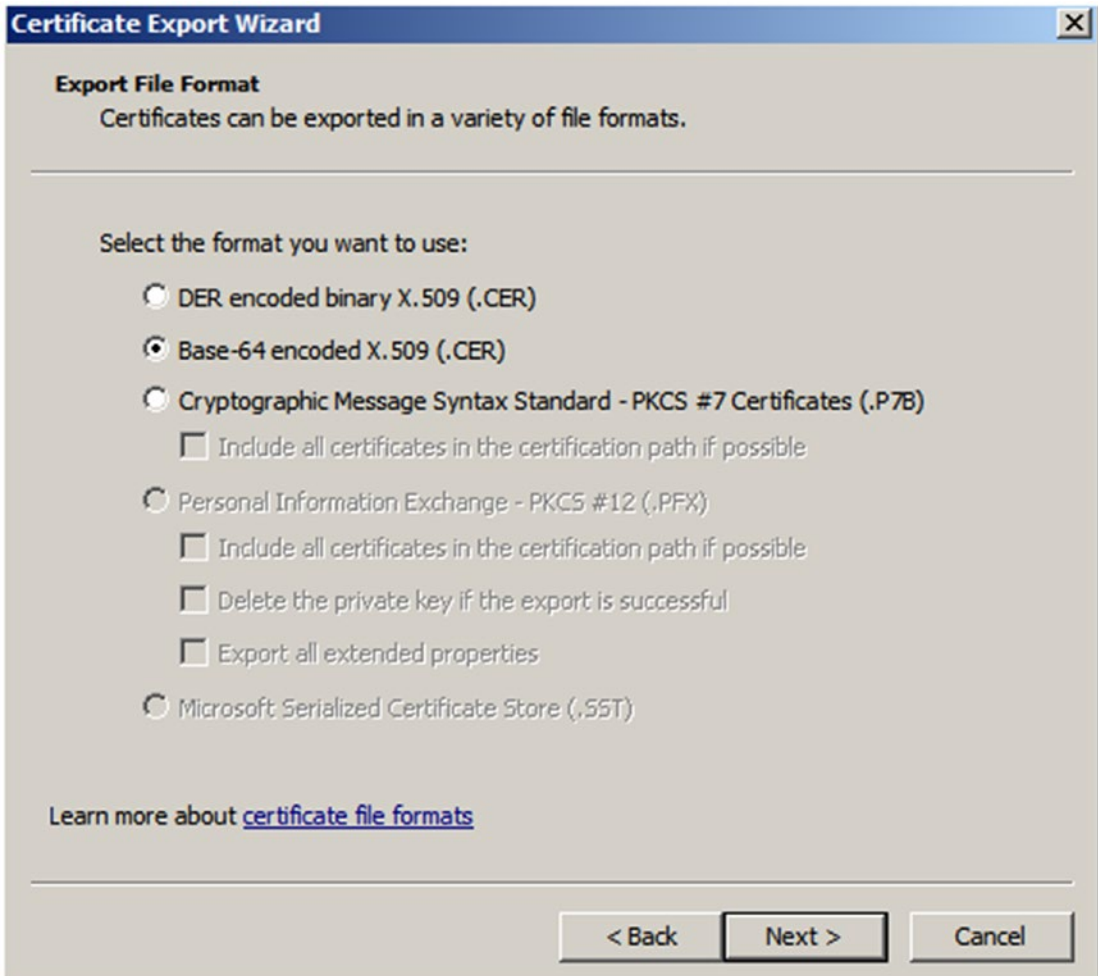 Certificate Export Wizard
Export File Format
Certificates can be exported in a variety of file formats.
Select the format you want to use:
DER encoded binary X.509 (.CER)
Base-64 encoded X.509 (.CER)
Cryptographic Message Syntax Standard - PKCS #7 Certificates (.P7B)
Include all certificates in the certification path if possible
Personal Information Exchange - PKCS #12 (.PFX)
Include all certificates in the certification path if possible
Delete the private key if the export is successful
Export all extended properties
Microsoft Serialized Certificate Store (.SST)
Learn more about certificate file formats
< Back Next > Cancel